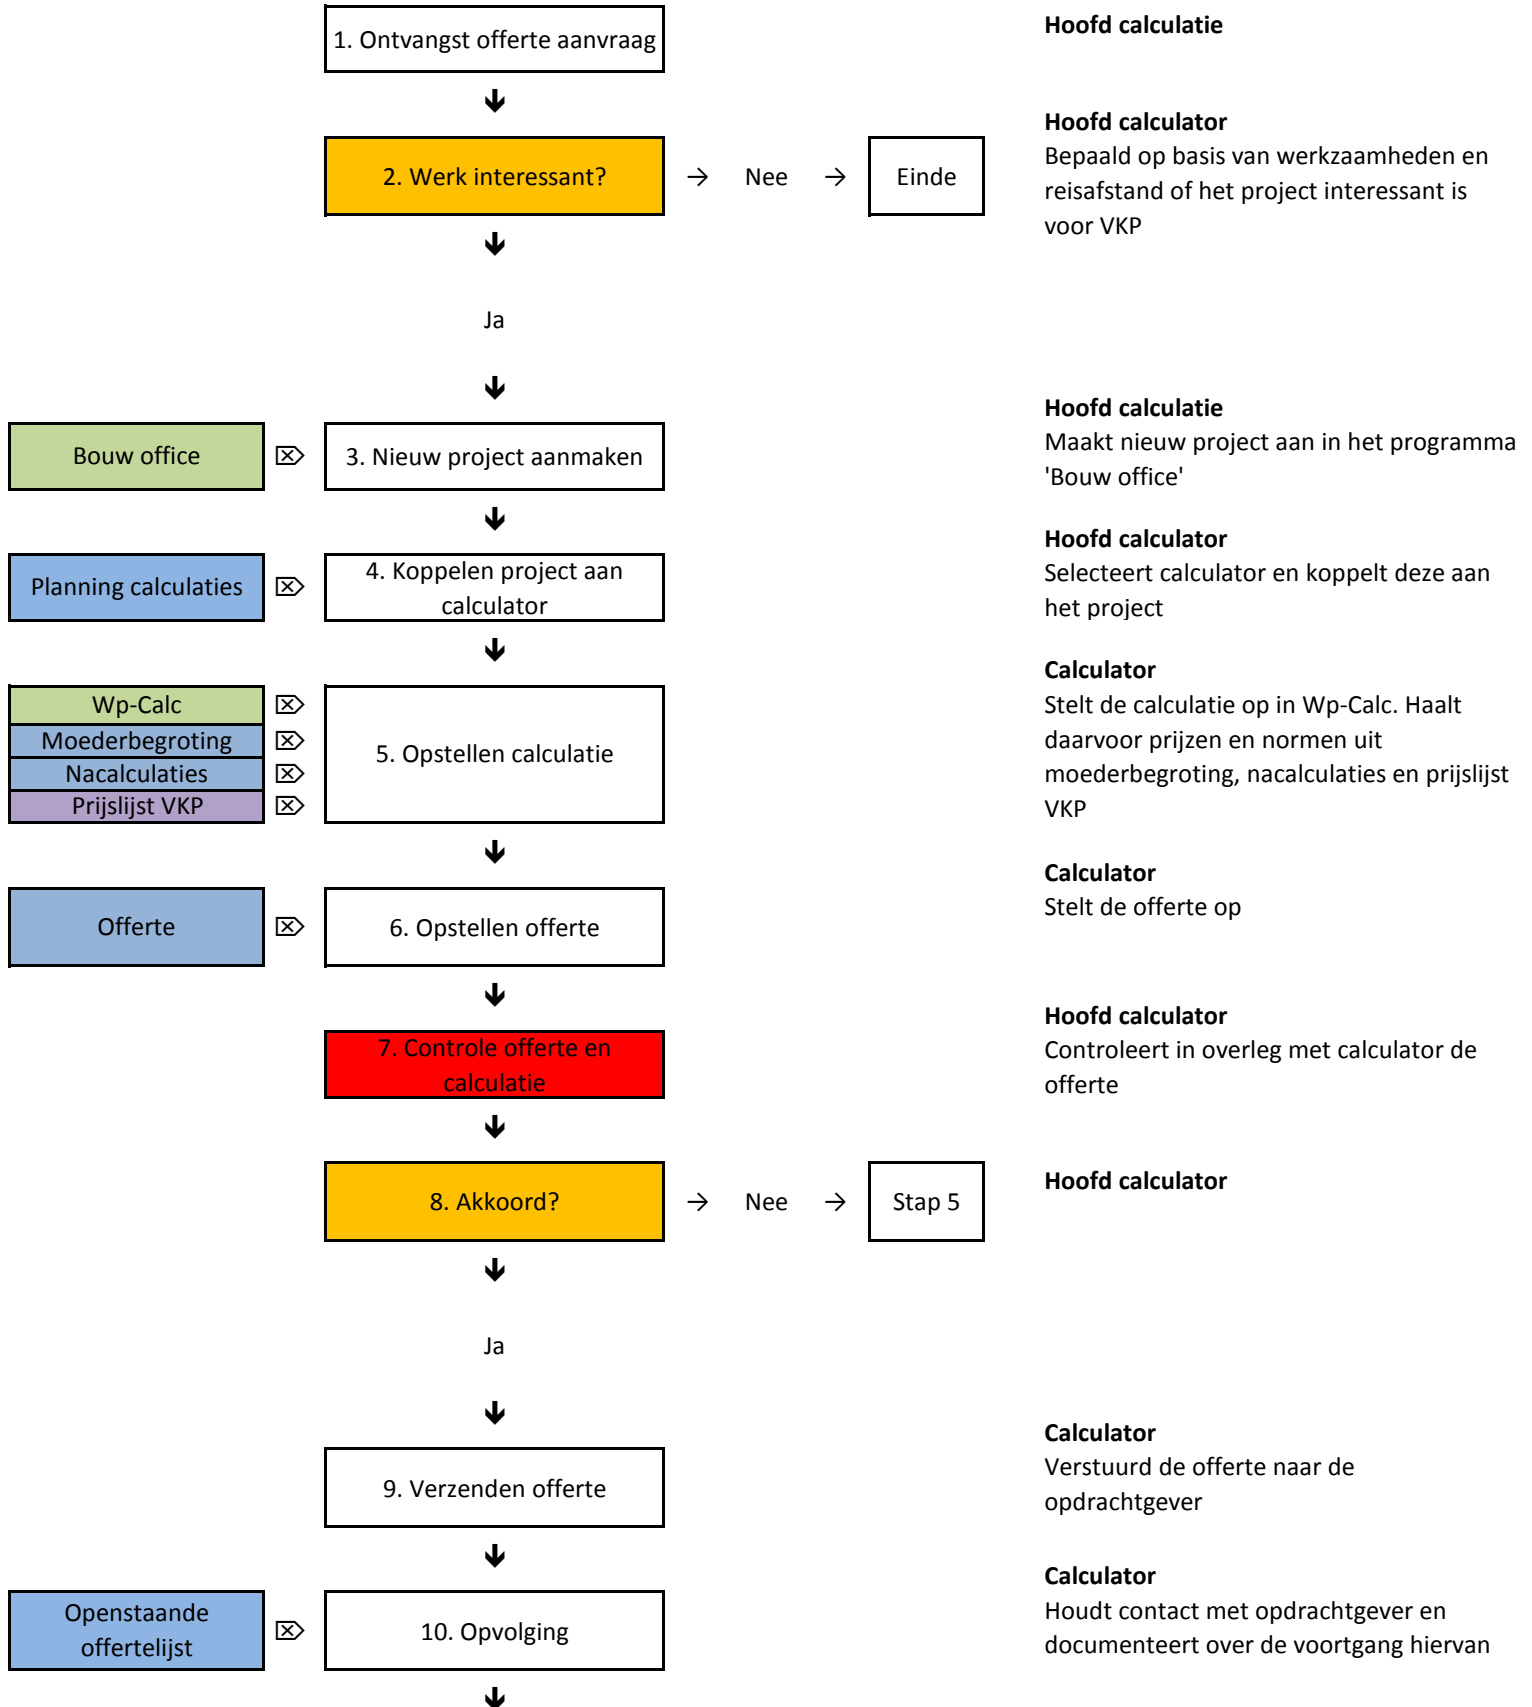 1. Ontvangst offerte aanvraag
Hoofd calculatie
2. Werk interessant?
→ Nee → Einde
Hoofd calculator
Bepaald op basis van werkzaamheden en
reisafstand of het project interessant is
voor VKP
Ja
Bouw office
3. Nieuw project aanmaken
Hoofd calculatie
Maakt nieuw project aan in het programma
'Bouw office'
Planning calculaties
4. Koppelen project aan
calculator
Hoofd calculator
Selecteert calculator en koppelt deze aan
het project
Wp-Calc
Moederbegroting
Nacalculaties
Prijslijst VKP
5. Opstellen calculatie
Calculator
Stelt de calculatie op in Wp-Calc. Haalt
daarvoor prijzen en normen uit
moederbegroting, nacalculaties en prijslijst
VKP
Offerte
6. Opstellen offerte
Calculator
Stelt de offerte op
7. Controle offerte en
calculatie
Hoofd calculator
Controleert in overleg met calculator de
offerte
8. Akkoord?
→ Nee → Stap 5
Hoofd calculator
Ja
9. Verzenden offerte
Calculator
Verstuurd de offerte naar de
opdrachtgever
Openstaande
offertelijst
10. Opvolging
Calculator
Houdt contact met opdrachtgever en
documenteert over de voortgang hiervan